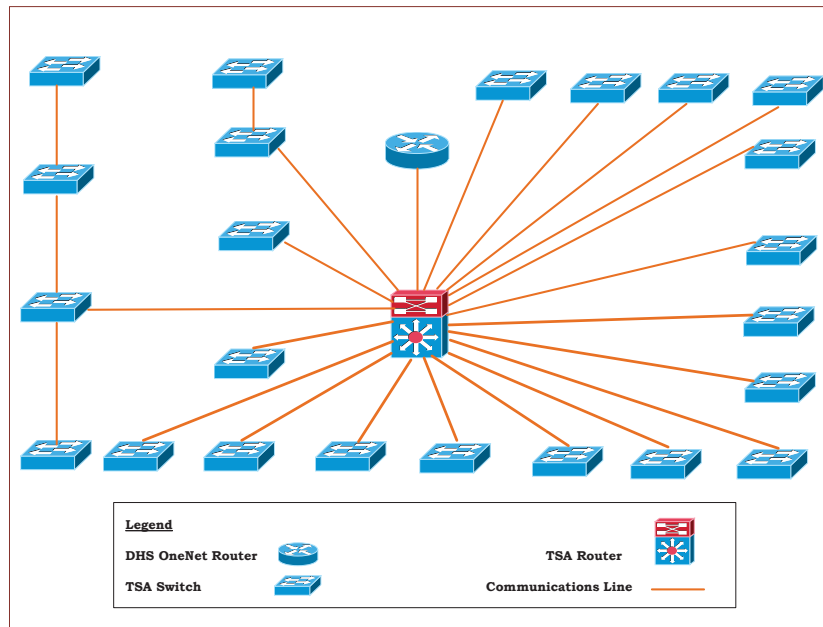 Legend
DHS OneNet Router
TSA Router
TSA Switch
Communications Line